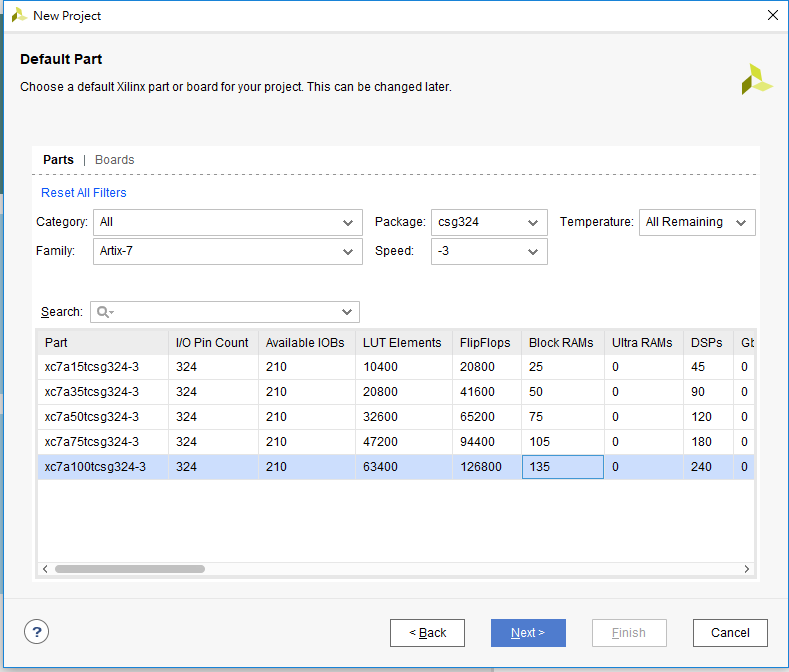 New Project
Default Part
Choose a default Xilinx part or board for your project. This can be changed later.
Parts | Boards
Reset All Filters
Category: All Package: csg324 Temperature: All Remaining
Family: Artix-7 Speed: -3
Search:
Part I/O Pin Count Available IOBs LUT Elements FlipFlops Block RAMs Ultra RAMs DSPs Gb
xc7a15tcsg324-3 324 210 10400 20800 25 0 45 0
xc7a35tcsg324-3 324 210 20800 41600 50 0 90 0
xc7a50tcsg324-3 324 210 32600 65200 75 0 120 0
xc7a75tcsg324-3 324 210 47200 94400 105 0 180 0
xc7a100tcsg324-3 324 210 63400 126800 135 0 240 0
? < Back Next > Finish Cancel